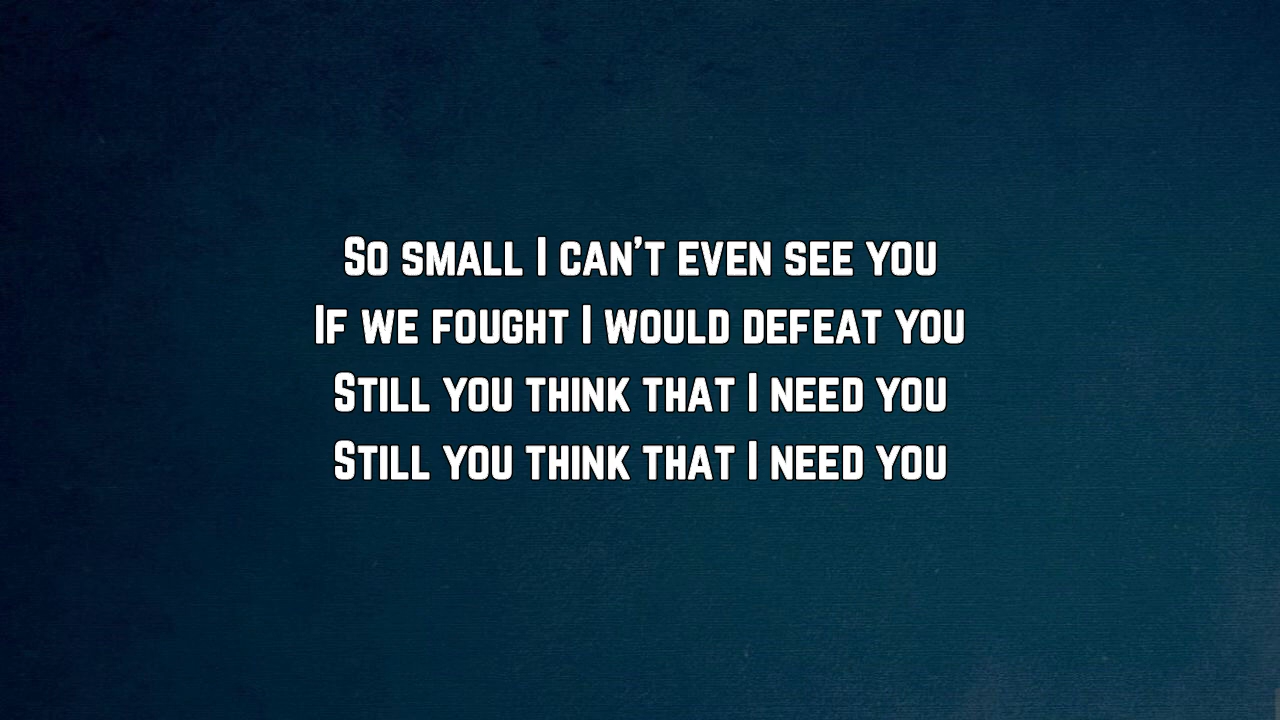 So small I can't even see you
If we fought I would defeat you
Still you think that I need you
Still you think that I need you